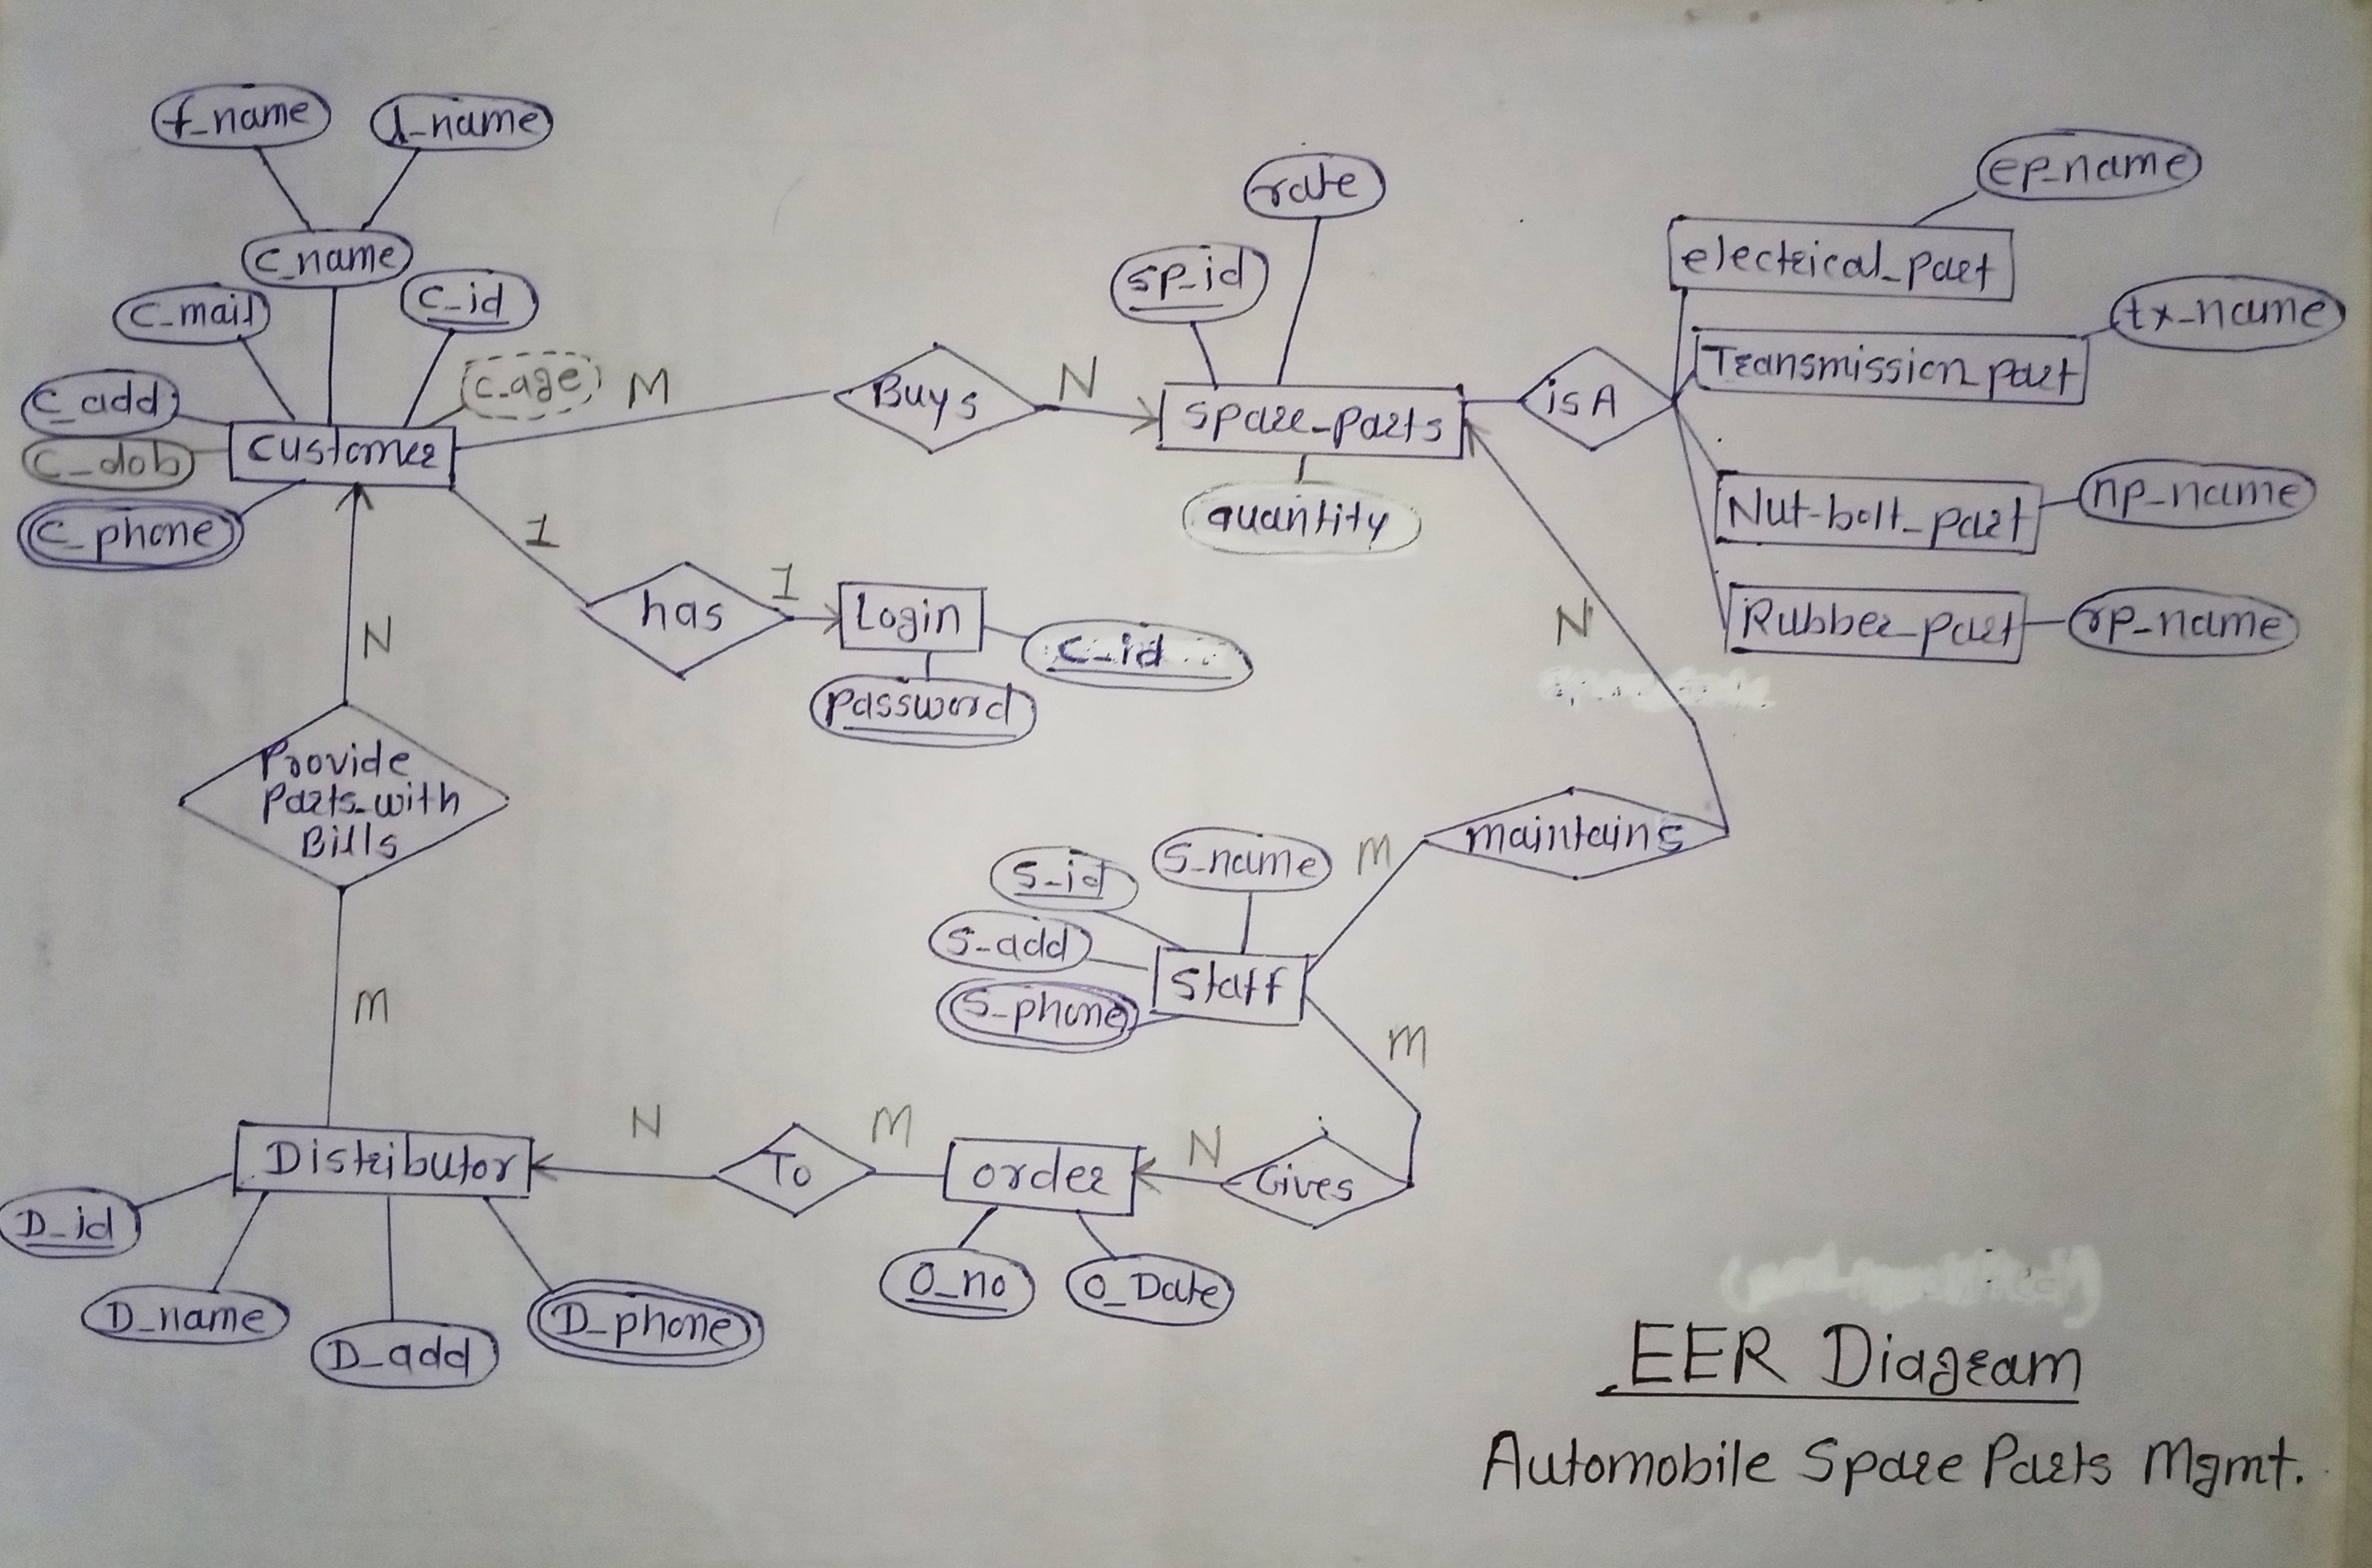 f_name
l_name
c_name
c_mail
c_id
c_add
c_age
c_dob
customer
c_phone
M
Buys
N
rate
sp_id
spare_parts
quantity
isA
ep_name
electrical_part
tx_name
Transmission_part
np_name
Nut-bolt_part
rp_name
Rubber_part
1
has
1
Login
c_id
password
N
Provide
Parts_with
Bills
M
N
maintains
M
s_name
s_id
s_add
s_phone
Staff
M
Distributor
N
To
M
order
N
Gives
D_id
D_name
D_add
D_phone
O_no
O_Date
EER Diagram
Automobile Spare Parts Mgmt.